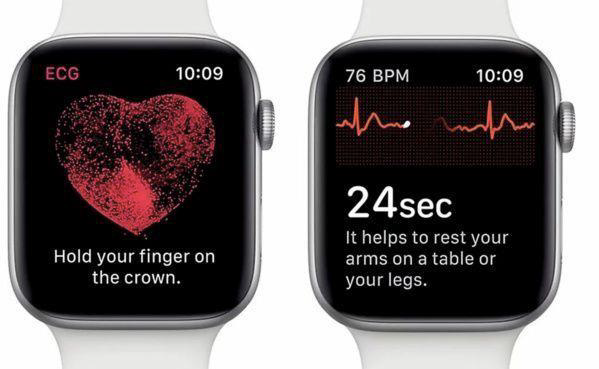 ECG 10:09
Hold your finger on
the crown.
76 BPM 10:09
24sec
It helps to rest your
arms on a table or
your legs.